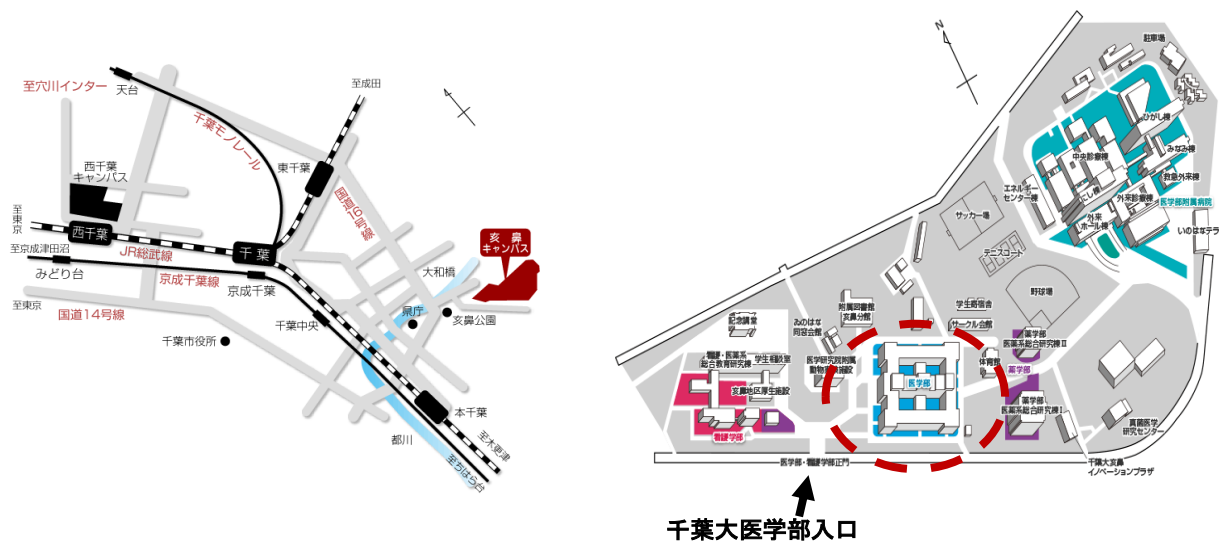 至穴川インター
天台
千葉モノレール
至成田
東千葉
国道16号線
西千葉
キャンパス
至
東京
西千葉
JR総武線
千葉
至京成津田沼
みどり台
京成千葉線
京成千葉
至東京
国道14号線
千葉市役所
千葉中央
県庁
大和橋
亥鼻
キャンパス
亥鼻公園
本千葉
都川
至木更津
至ちはら台
N
駐車場
ひがし棟
みなみ棟
中央診療棟
救急外来棟
にし棟
外来診療棟
医学部附属病院
エネルギー
センター棟
外来
ホール棟
いのはなテラス
サッカー場
テニスコート
野球場
附属図書館
亥鼻分館
学生寄宿舎
サークル会館
記念講堂
ゐのはな
同窓会館
薬学部
医薬系総合研究棟Ⅱ
体育館
看護・医薬系
総合教育研究棟
学生相談室
医学研究院附属
動物実験施設
医学部
薬学部
亥鼻地区厚生施設
薬学部
医薬系総合研究棟Ⅰ
看護学部
真菌医学
研究センター
医学部・看護学部正門
千葉大亥鼻
イノベーションプラザ
千葉大医学部入口